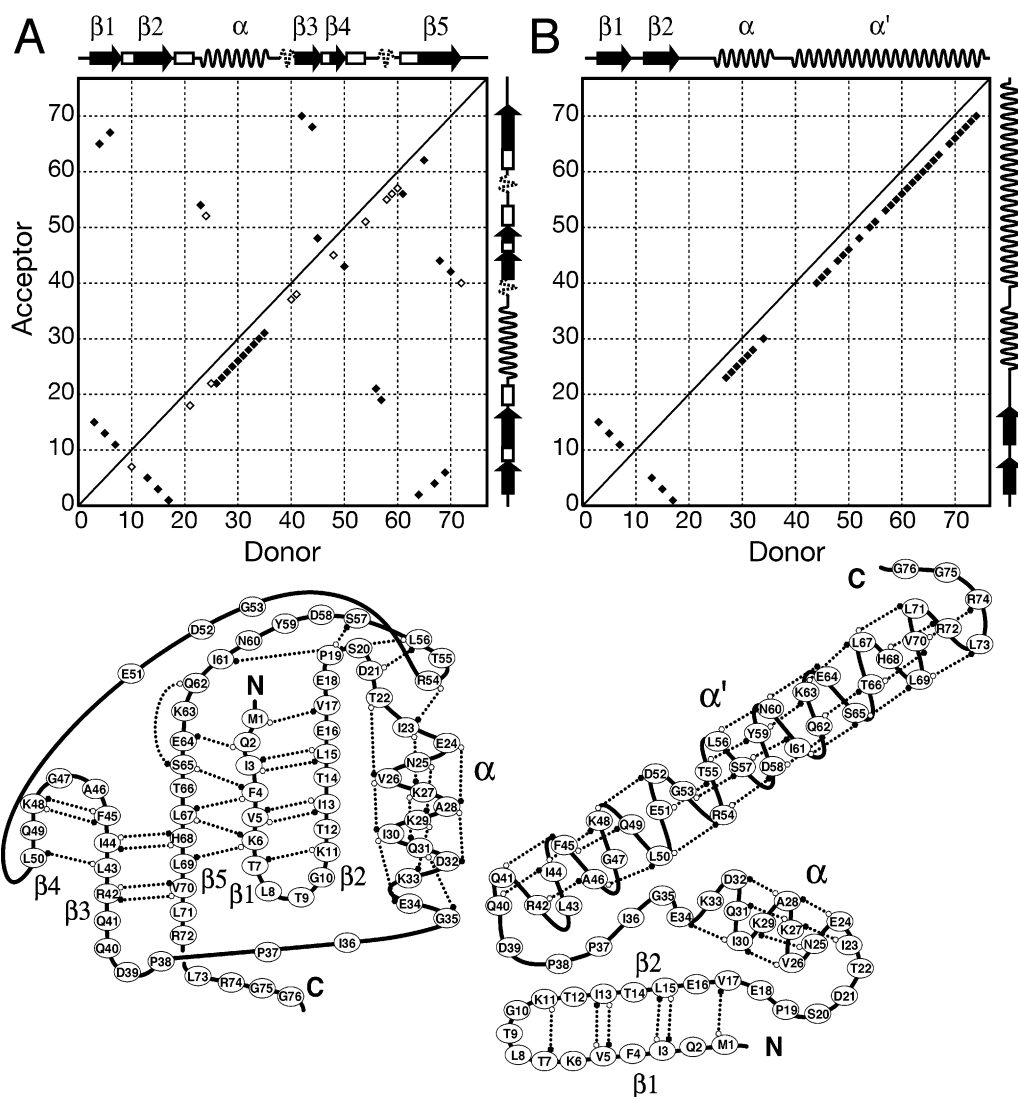 A β1 β2 α β3 β4 β5
B β1 β2 α α'
70
60
50
40
30
20
10
0
Acceptor
0 10 20 30 40 50 60 70
Donor
70
60
50
40
30
20
10
0
0 10 20 30 40 50 60 70
Donor
N
M1
Q2
I3
F4
V5
K6
T7
L8
T9
G10
K11
T12
I13
T14
L15
E16
V17
E18
P19
S20
D21
T22
I23
E24
N25
V26
K27
A28
K29
I30
Q31
D32
K33
E34
G35
I36
P37
P38
D39
Q40
Q41
R42
L43
I44
F45
A46
G47
K48
Q49
L50
E51
D52
G53
R54
T55
L56
S57
D58
Y59
N60
I61
Q62
K63
E64
S65
T66
L67
H68
L69
V70
L71
R72
L73
R74
G75
G76
C
β4
β3
β5
β1
β2
α
C
G76
G75
R74
L73
R72
L71
V70
L69
H68
L67
T66
S65
E64
K63
Q62
I61
N60
Y59
D58
S57
L56
T55
R54
G53
D52
E51
L50
Q49
K48
G47
A46
F45
I44
L43
R42
Q41
Q40
D39
P38
P37
I36
G35
E34
K33
D32
Q31
I30
K29
A28
K27
V26
N25
E24
I23
T22
D21
S20
P19
E18
V17
E16
L15
T14
I13
T12
K11
G10
T9
L8
T7
K6
V5
F4
I3
Q2
M1
N
α'
α
β2
β1